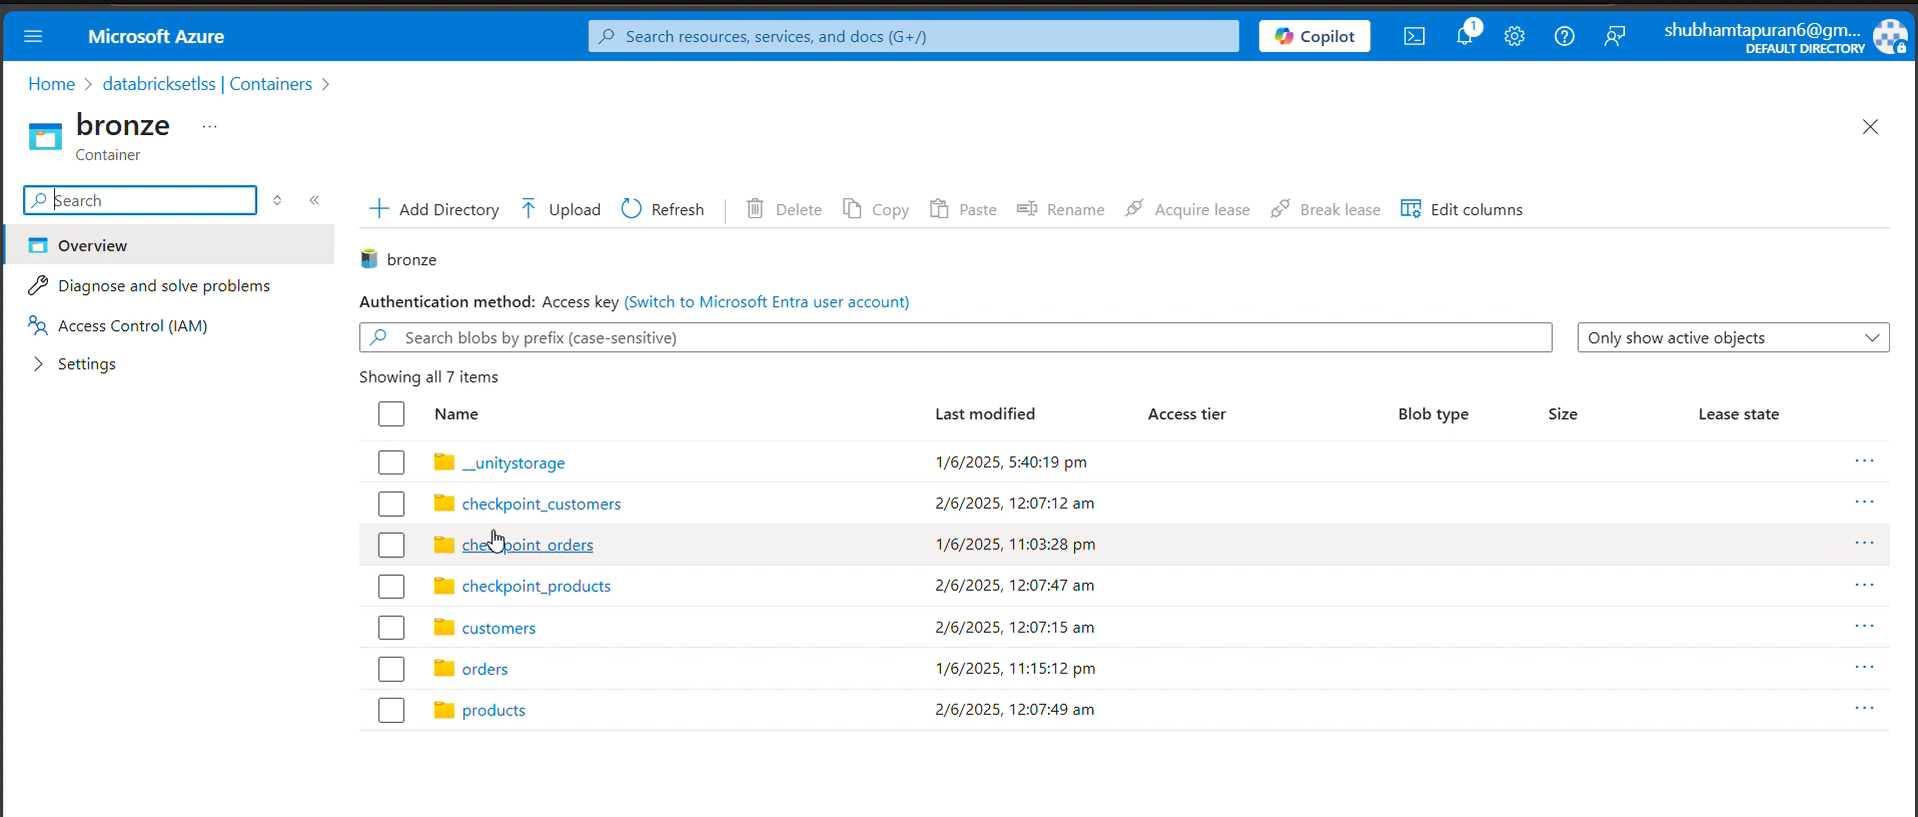 Microsoft Azure
Search resources, services, and docs (G+/)
Copilot
1
shubhamtapuran6@gm...
DEFAULT DIRECTORY
Home > databricksetlss | Containers >
bronze ...
Container
Search
Overview
Diagnose and solve problems
Access Control (IAM)
Settings
Add Directory Upload Refresh Delete Copy Paste Rename Acquire lease Break lease Edit columns
bronze
Authentication method: Access key (Switch to Microsoft Entra user account)
Search blobs by prefix (case-sensitive)
Only show active objects
Showing all 7 items
Name Last modified Access tier Blob type Size Lease state
__unitystorage 1/6/2025, 5:40:19 pm ...
checkpoint_customers 2/6/2025, 12:07:12 am ...
checkpoint_orders 1/6/2025, 11:03:28 pm ...
checkpoint_products 2/6/2025, 12:07:47 am ...
customers 2/6/2025, 12:07:15 am ...
orders 1/6/2025, 11:15:12 pm ...
products 2/6/2025, 12:07:49 am ...